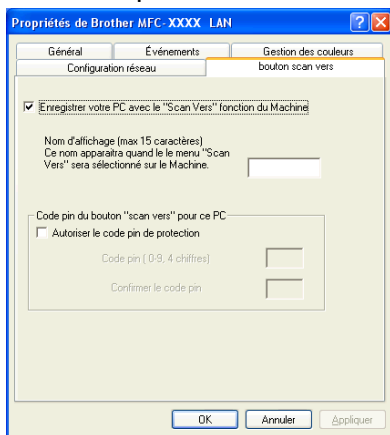 Propriétés de Brother MFC-XXXX LAN
Général Événements Gestion des couleurs
Configuration réseau bouton scan vers
Enregistrer votre PC avec le "Scan Vers" fonction du Machine
Nom d'affichage (max 15 caractères)
Ce nom apparaitra quand le le menu "Scan
Vers" sera sélectionné sur le Machine.
Code pin du bouton "scan vers" pour ce PC
Autoriser le code pin de protection
Code pin ( 0-9, 4 chiffres)
Confirmer le code pin
OK Annuler Appliquer